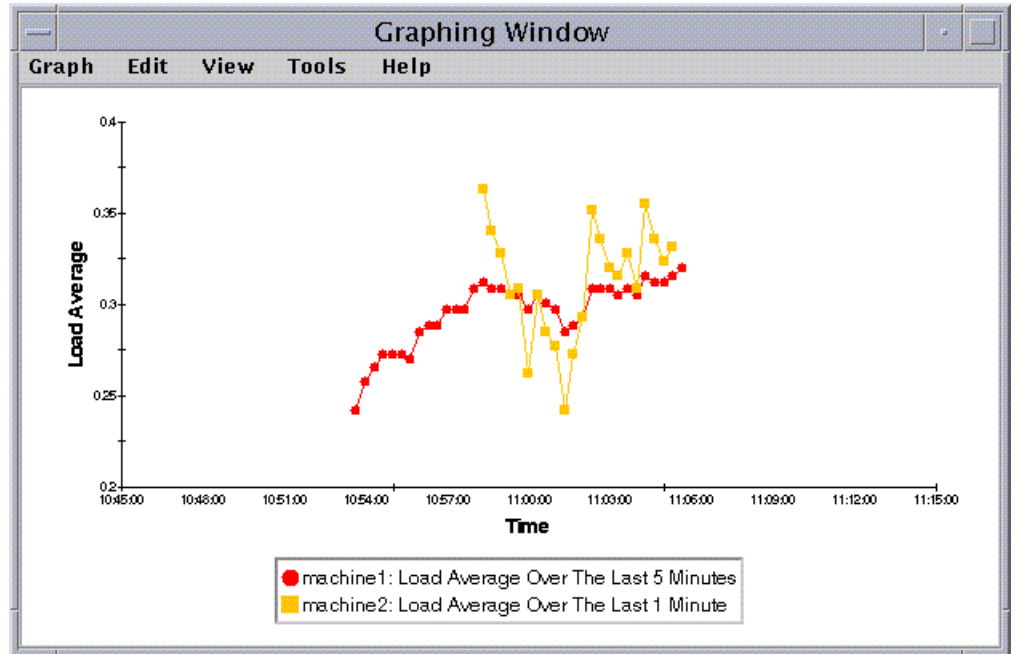 Graphing Window
Graph Edit View Tools Help
0.4
0.35
0.3
0.25
0.2
Load Average
10:45:00 10:48:00 10:51:00 10:54:00 10:57:00 11:00:00 11:03:00 11:06:00 11:09:00 11:12:00 11:15:00
Time
machine1: Load Average Over The Last 5 Minutes
machine2: Load Average Over The Last 1 Minute